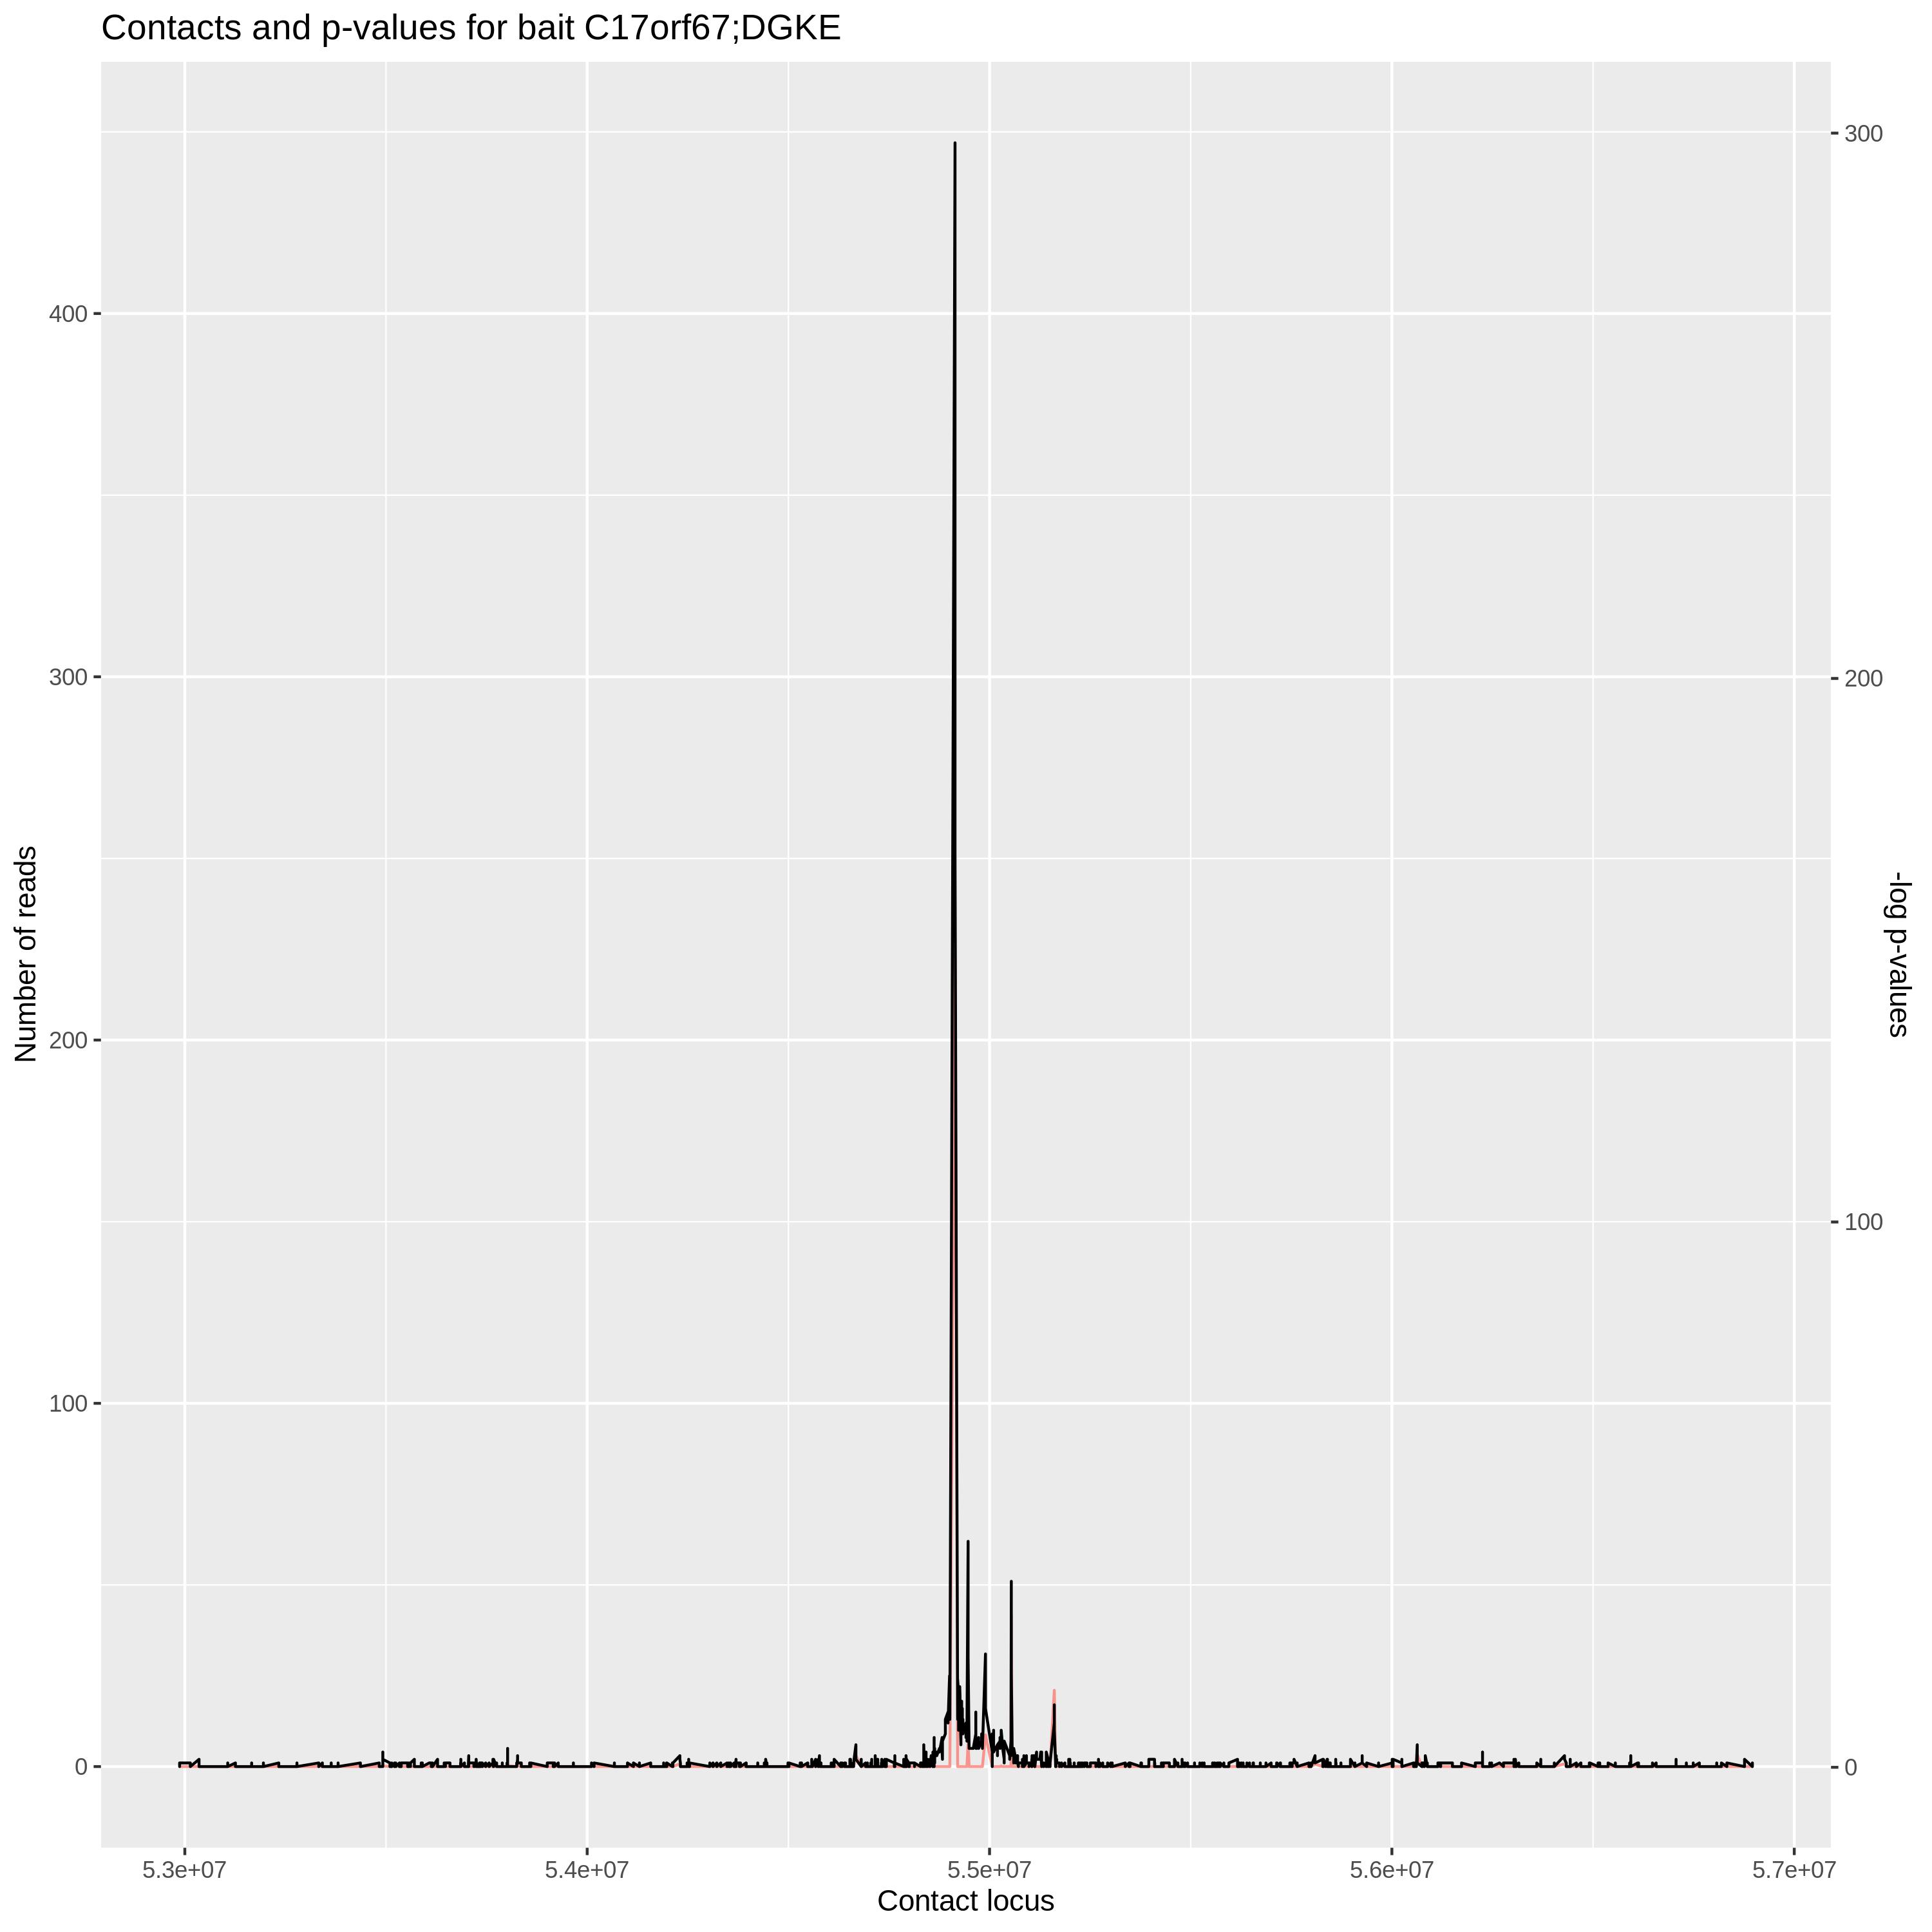 Contacts and p-values for bait C17orf67;DGKE
Number of reads
400
300
200
100
0
300
200
100
0
-log p-values
5.3e+07 5.4e+07 5.5e+07 5.6e+07 5.7e+07
Contact locus